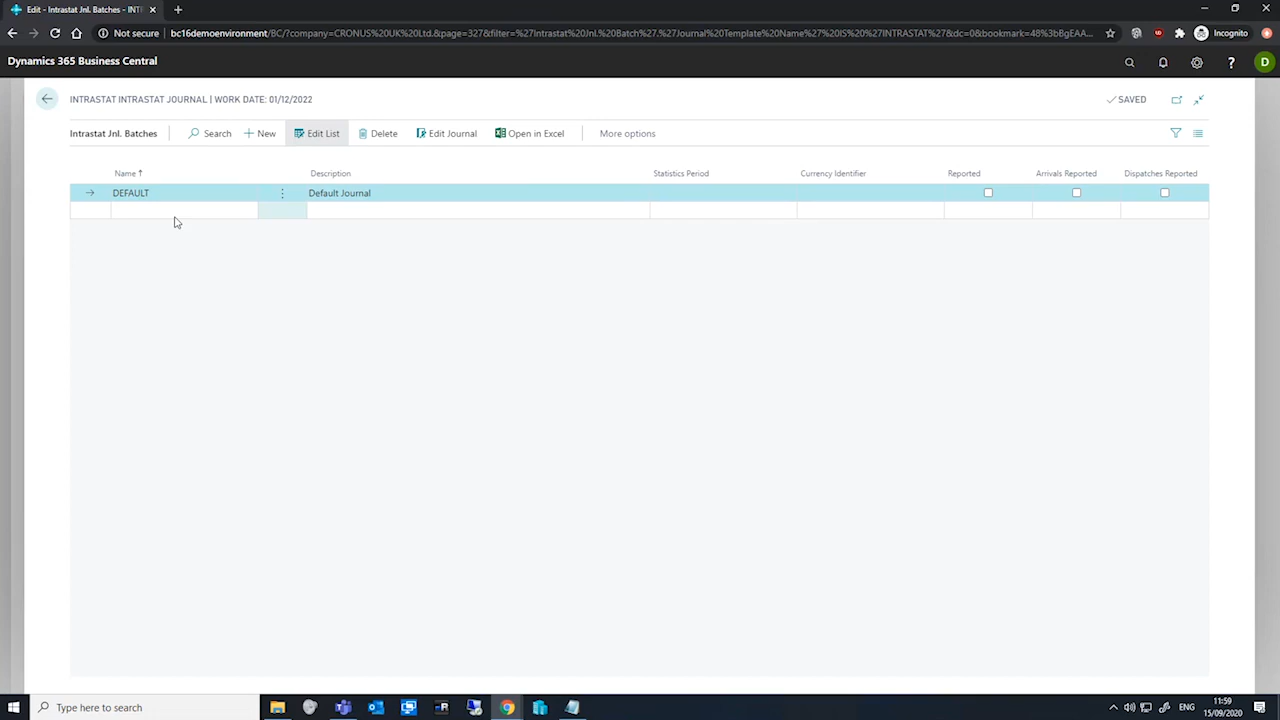 Edit - Intrastat Jnl. Batches - INT
Not secure bc16demoenvironment/BC/?company=CRONUS%20UK%20Ltd.&page=327&filter=%27Intrastat%20JnL%20Batch%27.%27Journal%20Template%20Name%27%20IS%20%27INTRASTAT%27&dc=0&bookmark=48%3bBgEAA... Incognito
Dynamics 365 Business Central D
INTRASTAT INTRASTAT JOURNAL | WORK DATE: 01/12/2022 SAVED
Intrastat Jnl. Batches Search New Edit List Delete Edit Journal Open in Excel More options
Name ↑ Description Statistics Period Currency Identifier Reported Arrivals Reported Dispatches Reported
DEFAULT Default Journal
Type here to search ENG 11:59
15/09/2020